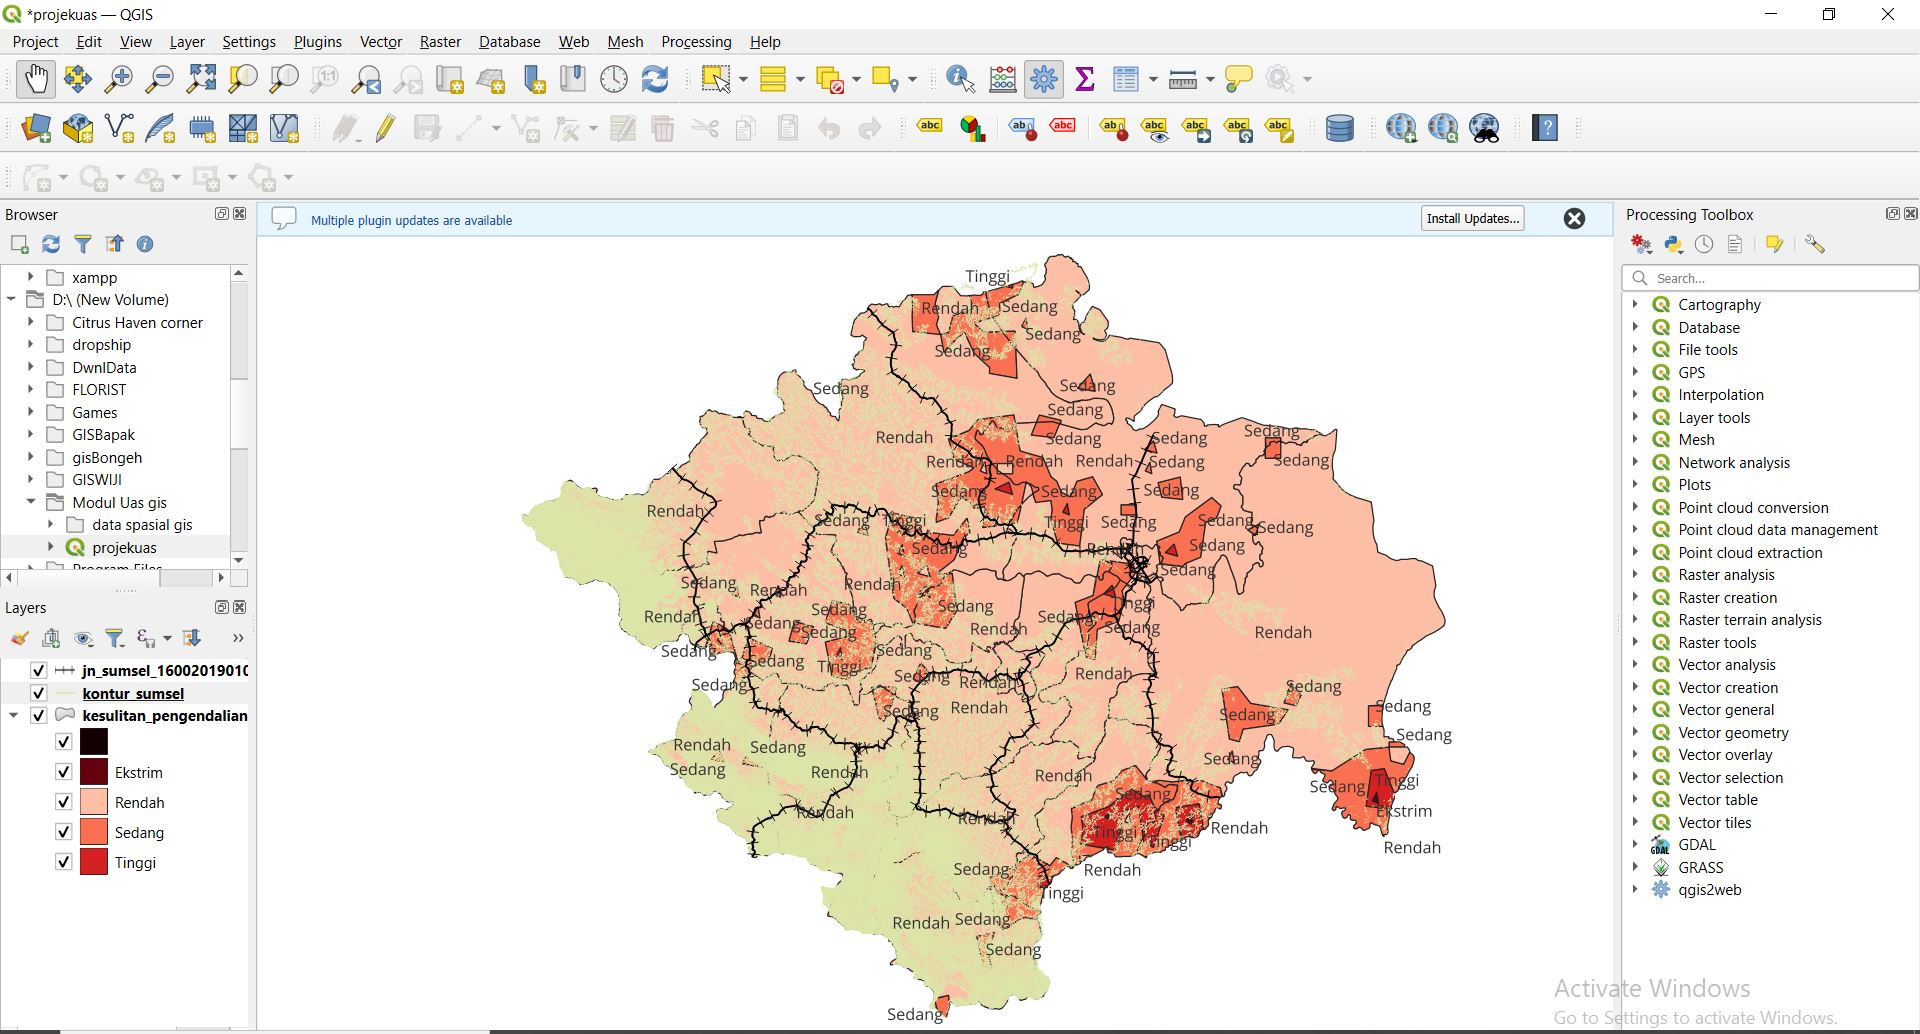 *projekuas — QGIS
Project Edit View Layer Settings Plugins Vector Raster Database Web Mesh Processing Help
Browser
xampp
D:\ (New Volume)
Citrus Haven corner
dropship
DwnlData
FLORIST
Games
GISBapak
gisBongeh
GISWIJI
Modul Uas gis
data spasial gis
projekuas
Program Files
Layers
jn_sumsel_16002019010
kontur_sumsel
kesulitan_pengendalian
Ekstrim
Rendah
Sedang
Tinggi
Multiple plugin updates are available
Install Updates...
Tinggi
Rendah Sedang
Sedang
Sedang
Sedang Sedang
Sedang
Rendah Sedang Sedang Sedang
Rendah Rendah Rendah Sedang Sedang
Sedang Sedang Sedang
Rendah Sedang Tinggi Tinggi Sedang Sedang Sedang
Sedang Rendah Sedang
Sedang
Sedang Rendah Rendah
Sedang Sedang Tinggi
Rendah Sedang Sedang
Sedang Rendah Sedang Rendah
Sedang Sedang
Sedang Tinggi
Sedang Rendah Rendah
Sedang Sedang
Sedang Rendah Sedang Sedang
Rendah Sedang Sedang
Sedang Rendah Rendah Sedang
Sedang Sedang Tinggi
Rendah Rendah Tinggi Tinggi Rendah Ekstrim
Rendah
Sedang Rendah
Tinggi
Rendah Sedang
Sedang
Sedang
Processing Toolbox
Search...
Cartography
Database
File tools
GPS
Interpolation
Layer tools
Mesh
Network analysis
Plots
Point cloud conversion
Point cloud data management
Point cloud extraction
Raster analysis
Raster creation
Raster terrain analysis
Raster tools
Vector analysis
Vector creation
Vector general
Vector geometry
Vector overlay
Vector selection
Vector table
Vector tiles
GDAL
GRASS
qgis2web
Activate Windows
Go to Settings to activate Windows.